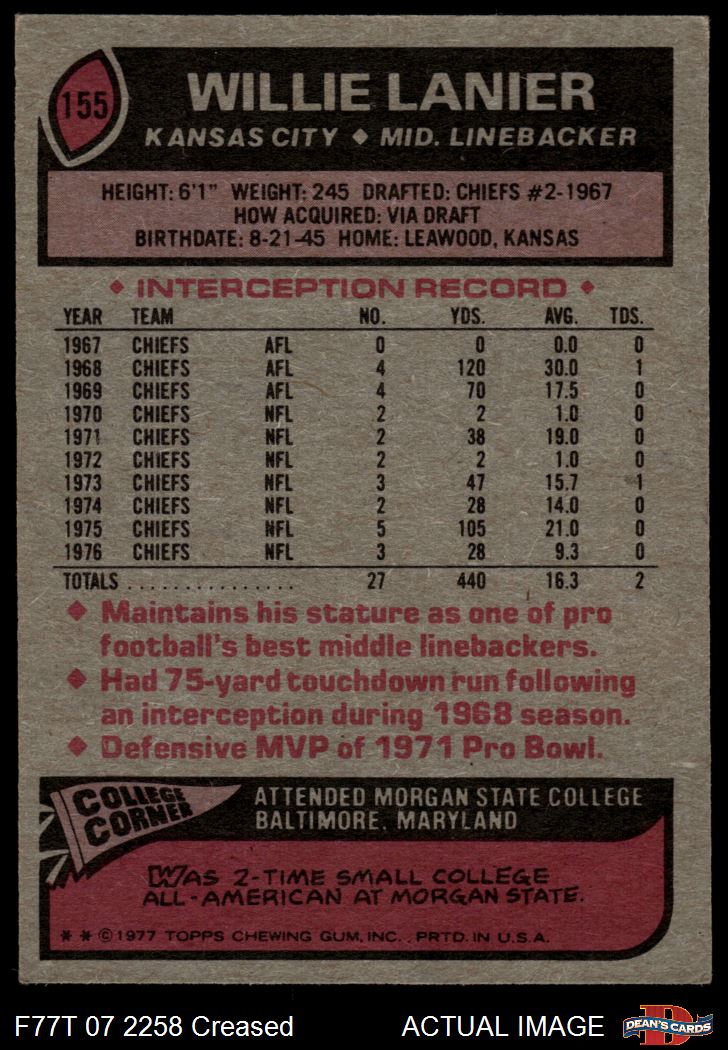 155
WILLIE LANIER
KANSAS CITY ♦ MID. LINEBACKER
HEIGHT: 6'1" WEIGHT: 245 DRAFTED: CHIEFS #2-1967
HOW ACQUIRED: VIA DRAFT
BIRTHDATE: 8-21-45 HOME: LEAWOOD, KANSAS
♦ INTERCEPTION RECORD ♦
YEAR TEAM NO. YDS. AVG. TDS.
1967 CHIEFS AFL 0 0 0.0 0
1968 CHIEFS AFL 4 120 30.0 1
1969 CHIEFS AFL 4 70 17.5 0
1970 CHIEFS NFL 2 2 1.0 0
1971 CHIEFS NFL 2 38 19.0 0
1972 CHIEFS NFL 2 2 1.0 0
1973 CHIEFS NFL 3 47 15.7 1
1974 CHIEFS NFL 2 28 14.0 0
1975 CHIEFS NFL 5 105 21.0 0
1976 CHIEFS NFL 3 28 9.3 0
TOTALS . . . . . . . . . . . . . . . . 27 440 16.3 2
♦ Maintains his stature as one of pro
football's best middle linebackers.
♦ Had 75-yard touchdown run following
an interception during 1968 season.
♦ Defensive MVP of 1971 Pro Bowl.
COLLEGE
CORNER
ATTENDED MORGAN STATE COLLEGE
BALTIMORE, MARYLAND
WAS 2-TIME SMALL COLLEGE
ALL-AMERICAN AT MORGAN STATE.
* * © 1977 TOPPS CHEWING GUM, INC. PRTD. IN U.S.A.
F77T 07 2258 Creased ACTUAL IMAGE
D
DEAN'S CARDS